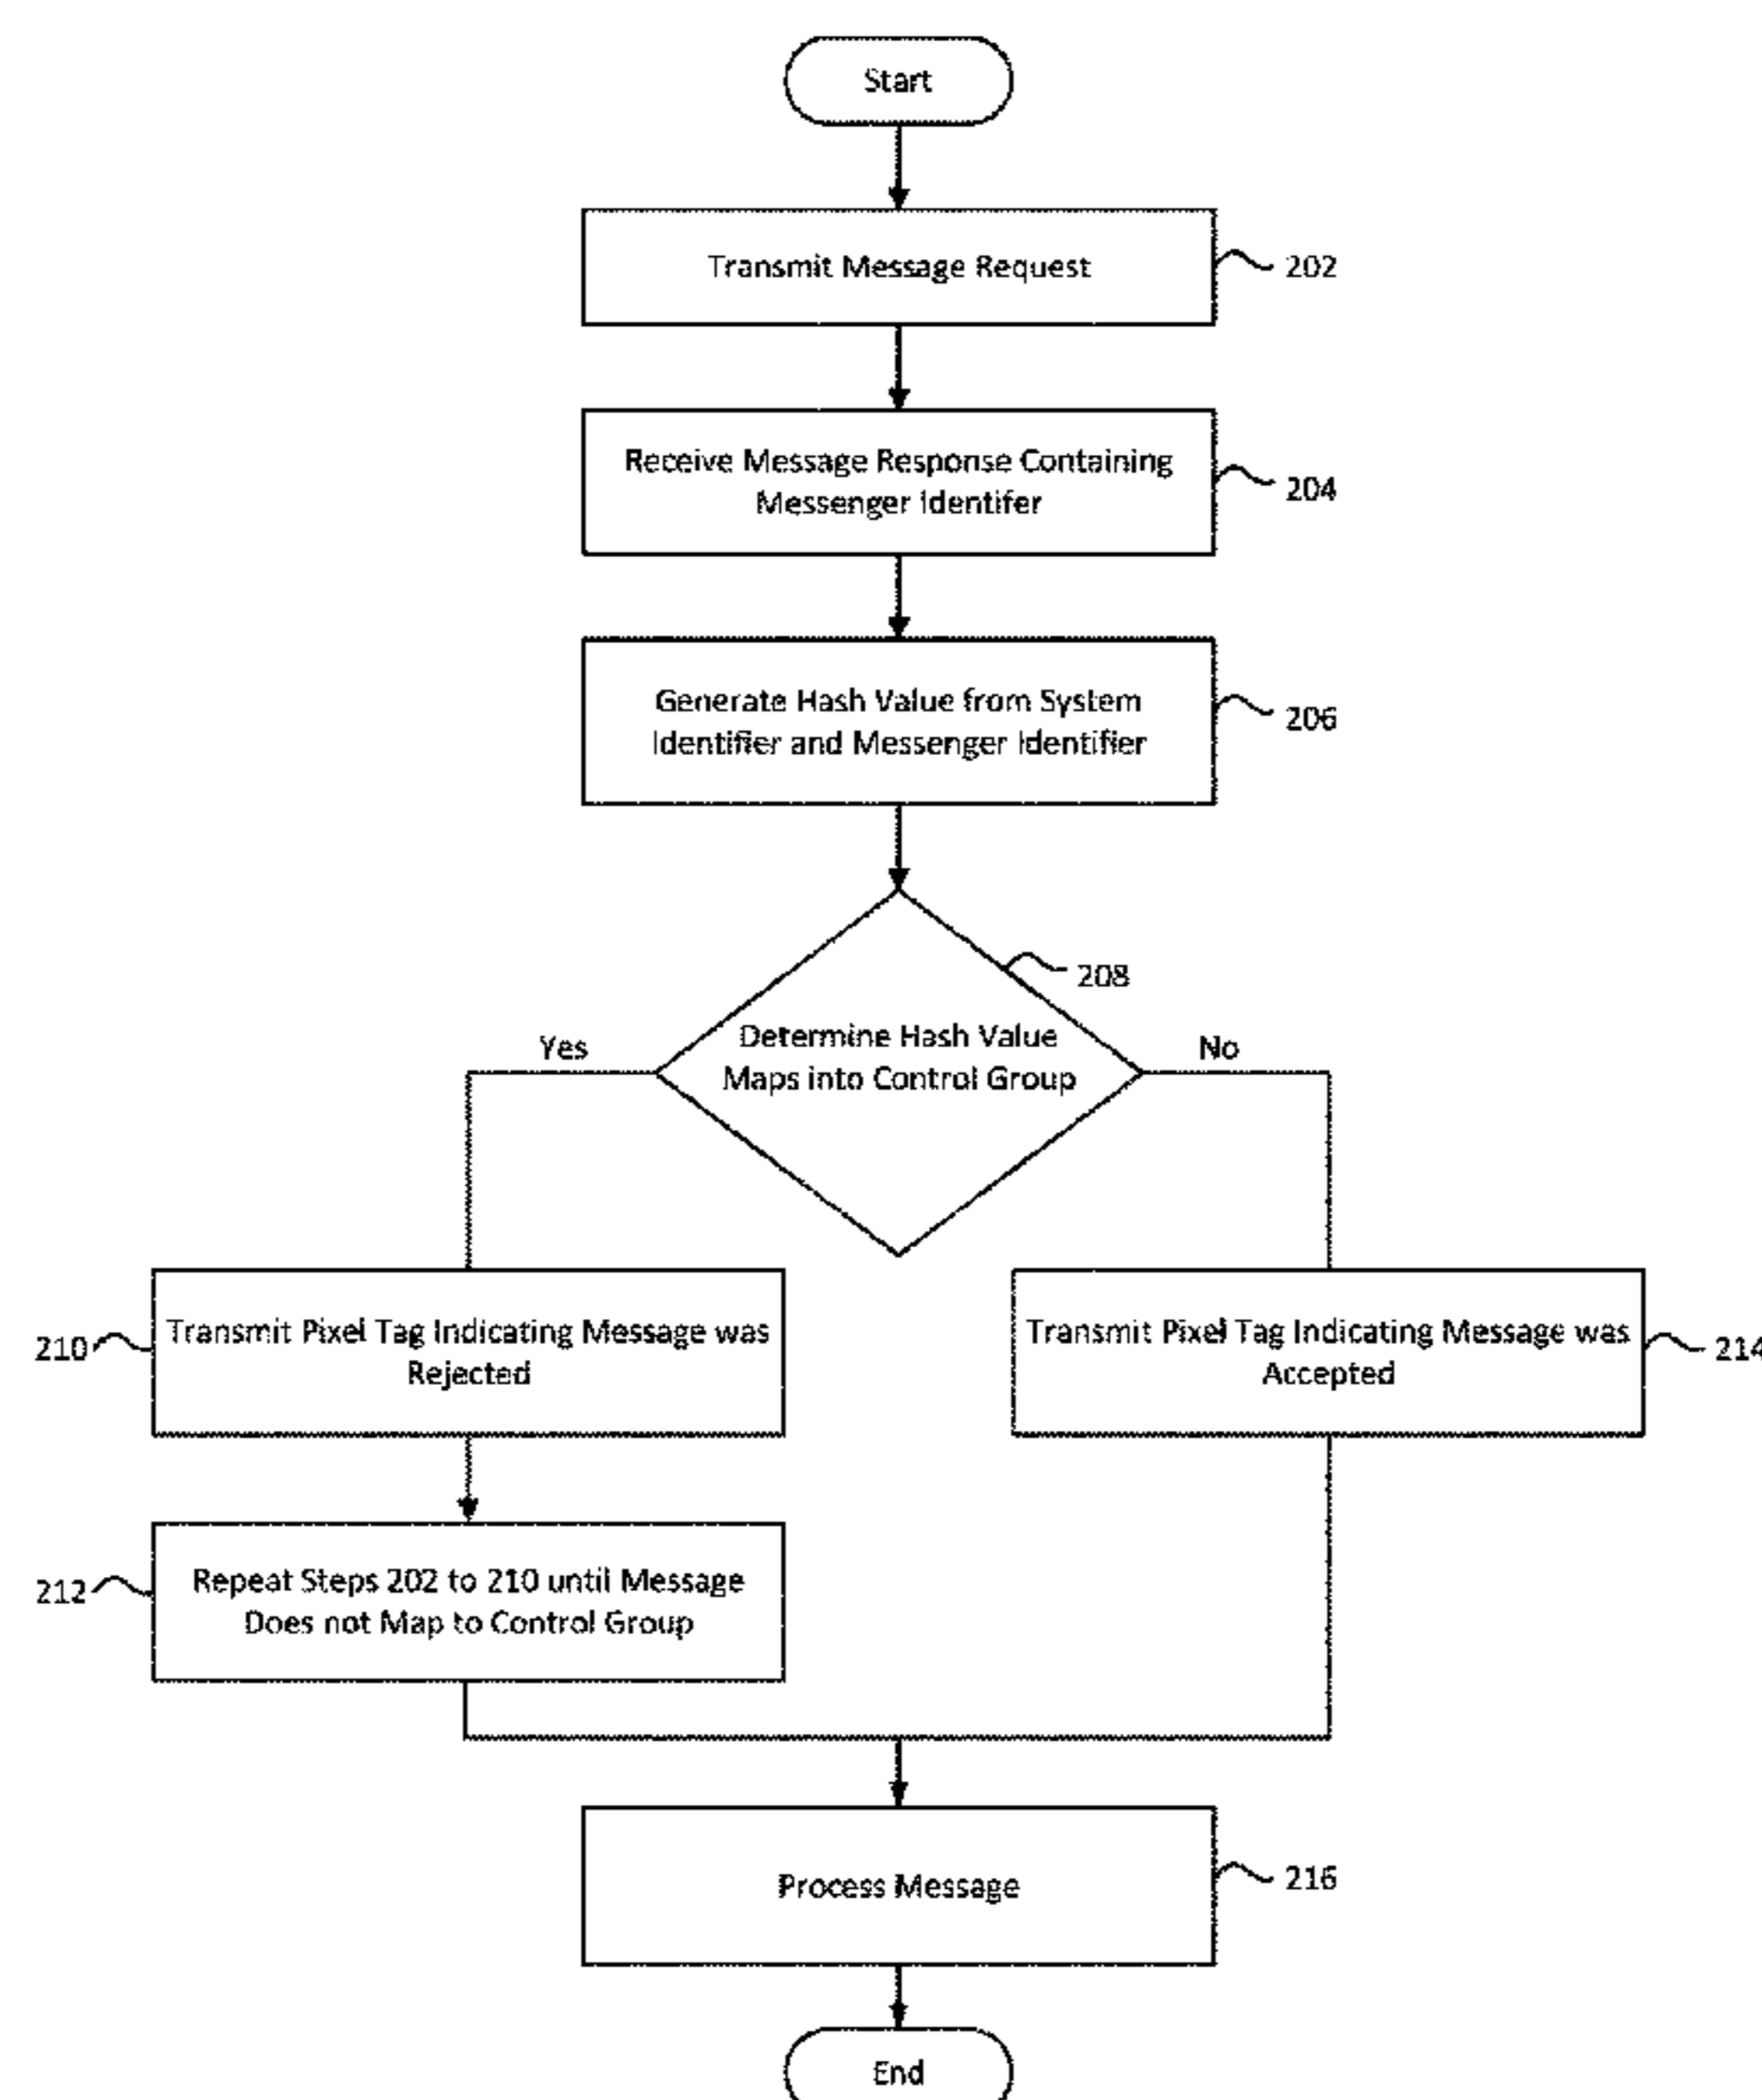 Start
Transmit Message Request
202
Receive Message Response Containing
Messenger Identifer
204
Generate Hash Value from System
Identifier and Messenger Identifier
206
208
Determine Hash Value
Maps into Control Group
Yes
No
210
Transmit Pixel Tag Indicating Message was
Rejected
Transmit Pixel Tag Indicating Message was
Accepted
214
212
Repeat Steps 202 to 210 until Message
Does not Map to Control Group
Process Message
216
End